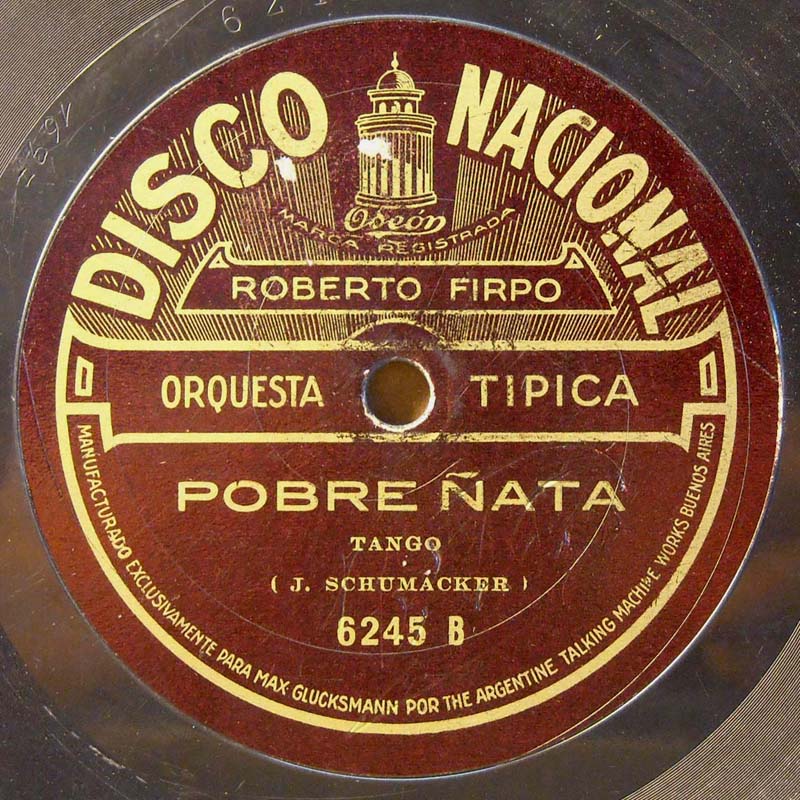 DISCO NACIONAL
Odeón
MARCA REGISTRADA
ROBERTO FIRPO
ORQUESTA TIPICA
POBRE ÑATA
TANGO
( J. SCHUMACKER )
6245 B
MANUFACTURADO EXCLUSIVAMENTE PARA MAX GLUCKSMANN POR THE ARGENTINE TALKING MACHINE WORKS BUENOS AIRES